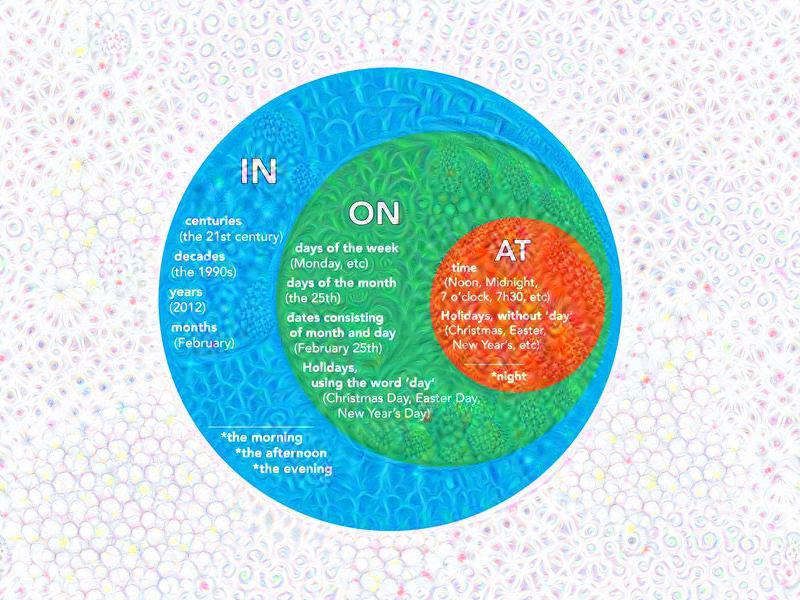 IN
centuries
(the 21st century)
decades
(the 1990s)
years
(2012)
months
(February)
*the morning
*the afternoon
*the evening
ON
days of the week
(Monday, etc)
days of the month
(the 25th)
dates consisting
of month and day
(February 25th)
Holidays,
using the word 'day'
(Christmas Day, Easter Day,
New Year's Day)
AT
time
(Noon, Midnight,
7 o'clock, 7h30, etc)
Holidays, without 'day'
(Christmas, Easter,
New Year's, etc)
*night